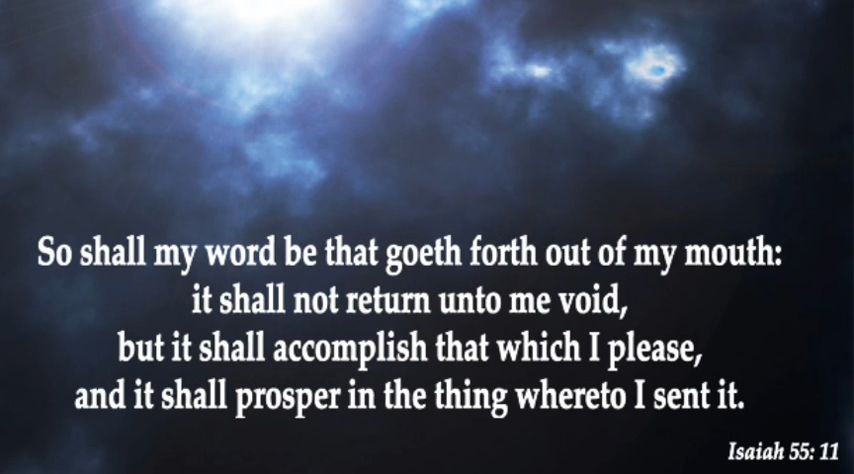 So shall my word be that goeth forth out of my mouth:
it shall not return unto me void,
but it shall accomplish that which I please,
and it shall prosper in the thing whereto I sent it.
Isaiah 55: 11